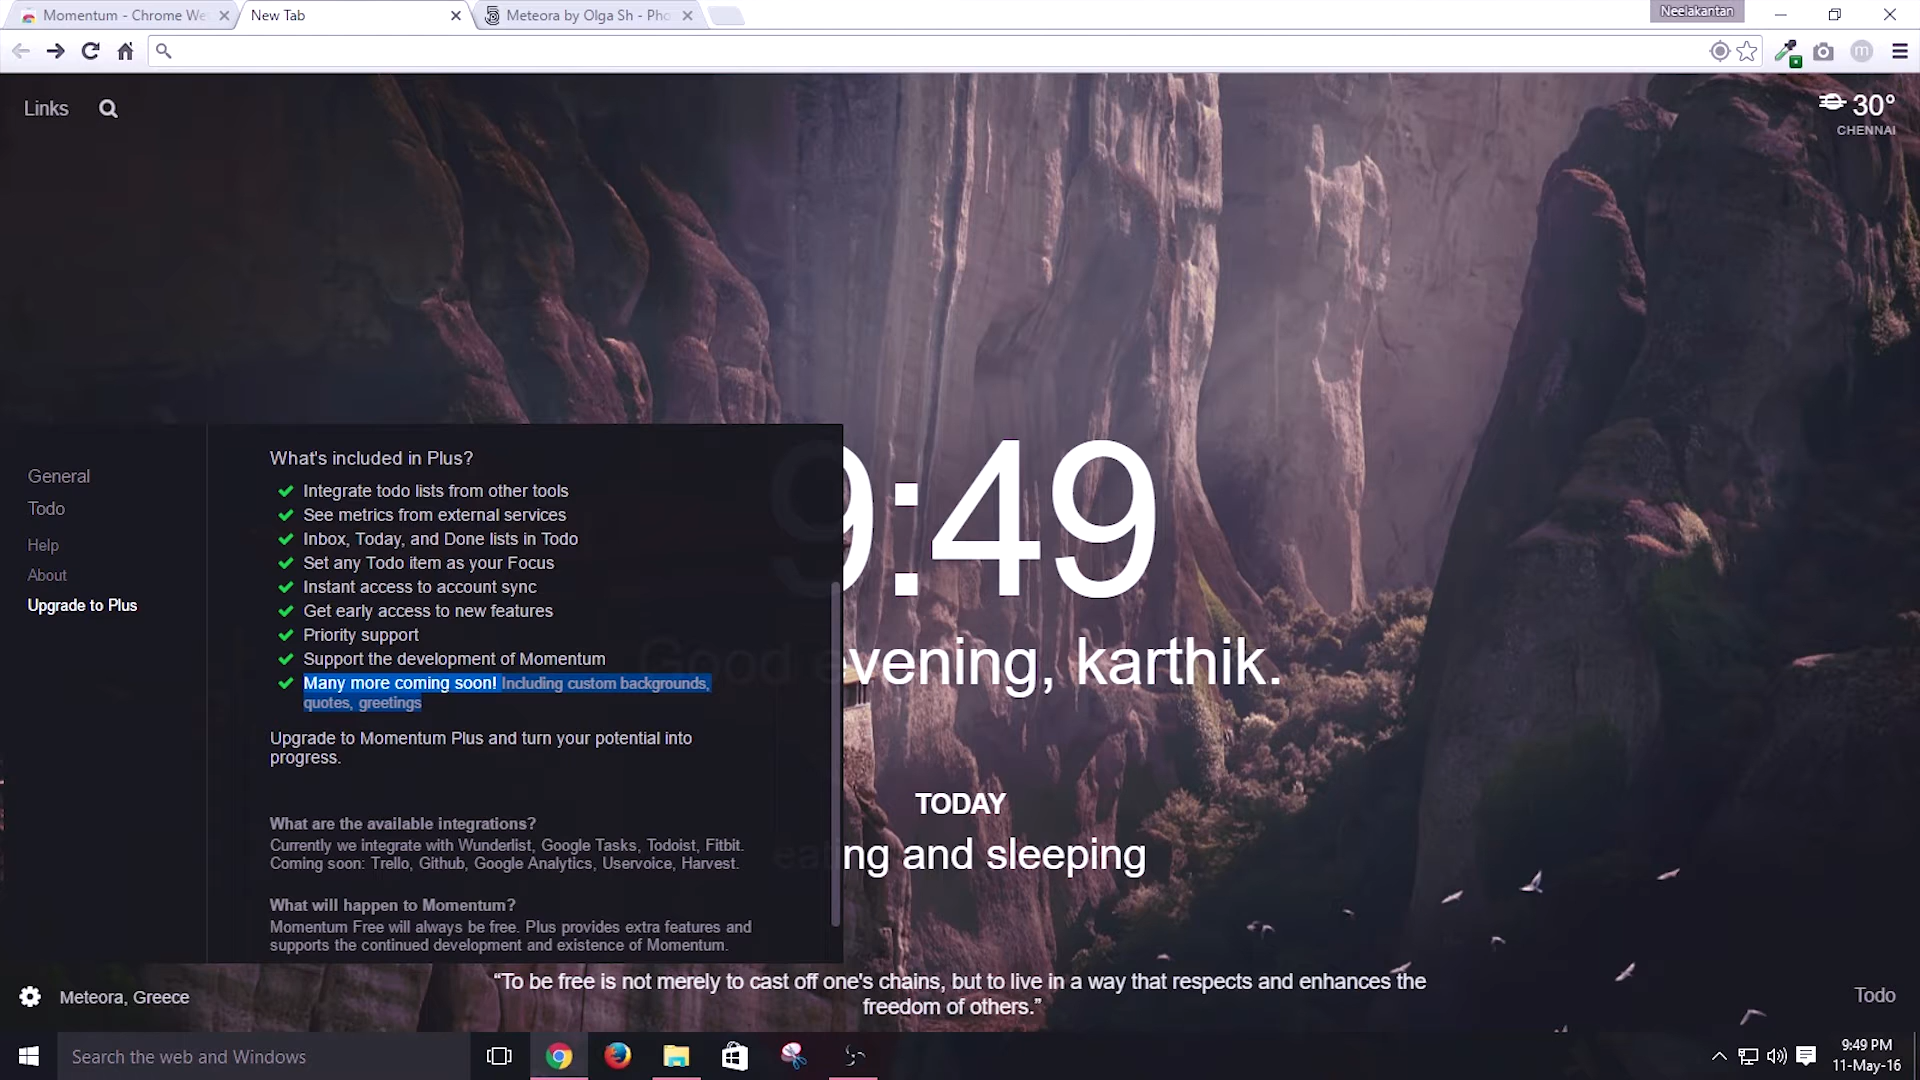 Momentum - Chrome We
New Tab
Meteora by Olga Sh - Pho
Neelakantan
m
Links
30°
CHENNAI
General
Todo
Help
About
Upgrade to Plus
What's included in Plus?
Integrate todo lists from other tools
See metrics from external services
Inbox, Today, and Done lists in Todo
Set any Todo item as your Focus
Instant access to account sync
Get early access to new features
Priority support
Support the development of Momentum
Many more coming soon! Including custom backgrounds,
quotes, greetings
Upgrade to Momentum Plus and turn your potential into
progress.
What are the available integrations?
Currently we integrate with Wunderlist, Google Tasks, Todoist, Fitbit.
Coming soon: Trello, Github, Google Analytics, Uservoice, Harvest.
What will happen to Momentum?
Momentum Free will always be free. Plus provides extra features and
supports the continued development and existence of Momentum.
9:49
Good evening, karthik.
TODAY
eating and sleeping
“To be free is not merely to cast off one's chains, but to live in a way that respects and enhances the
freedom of others.”
Meteora, Greece
Todo
Search the web and Windows
9:49 PM
11-May-16